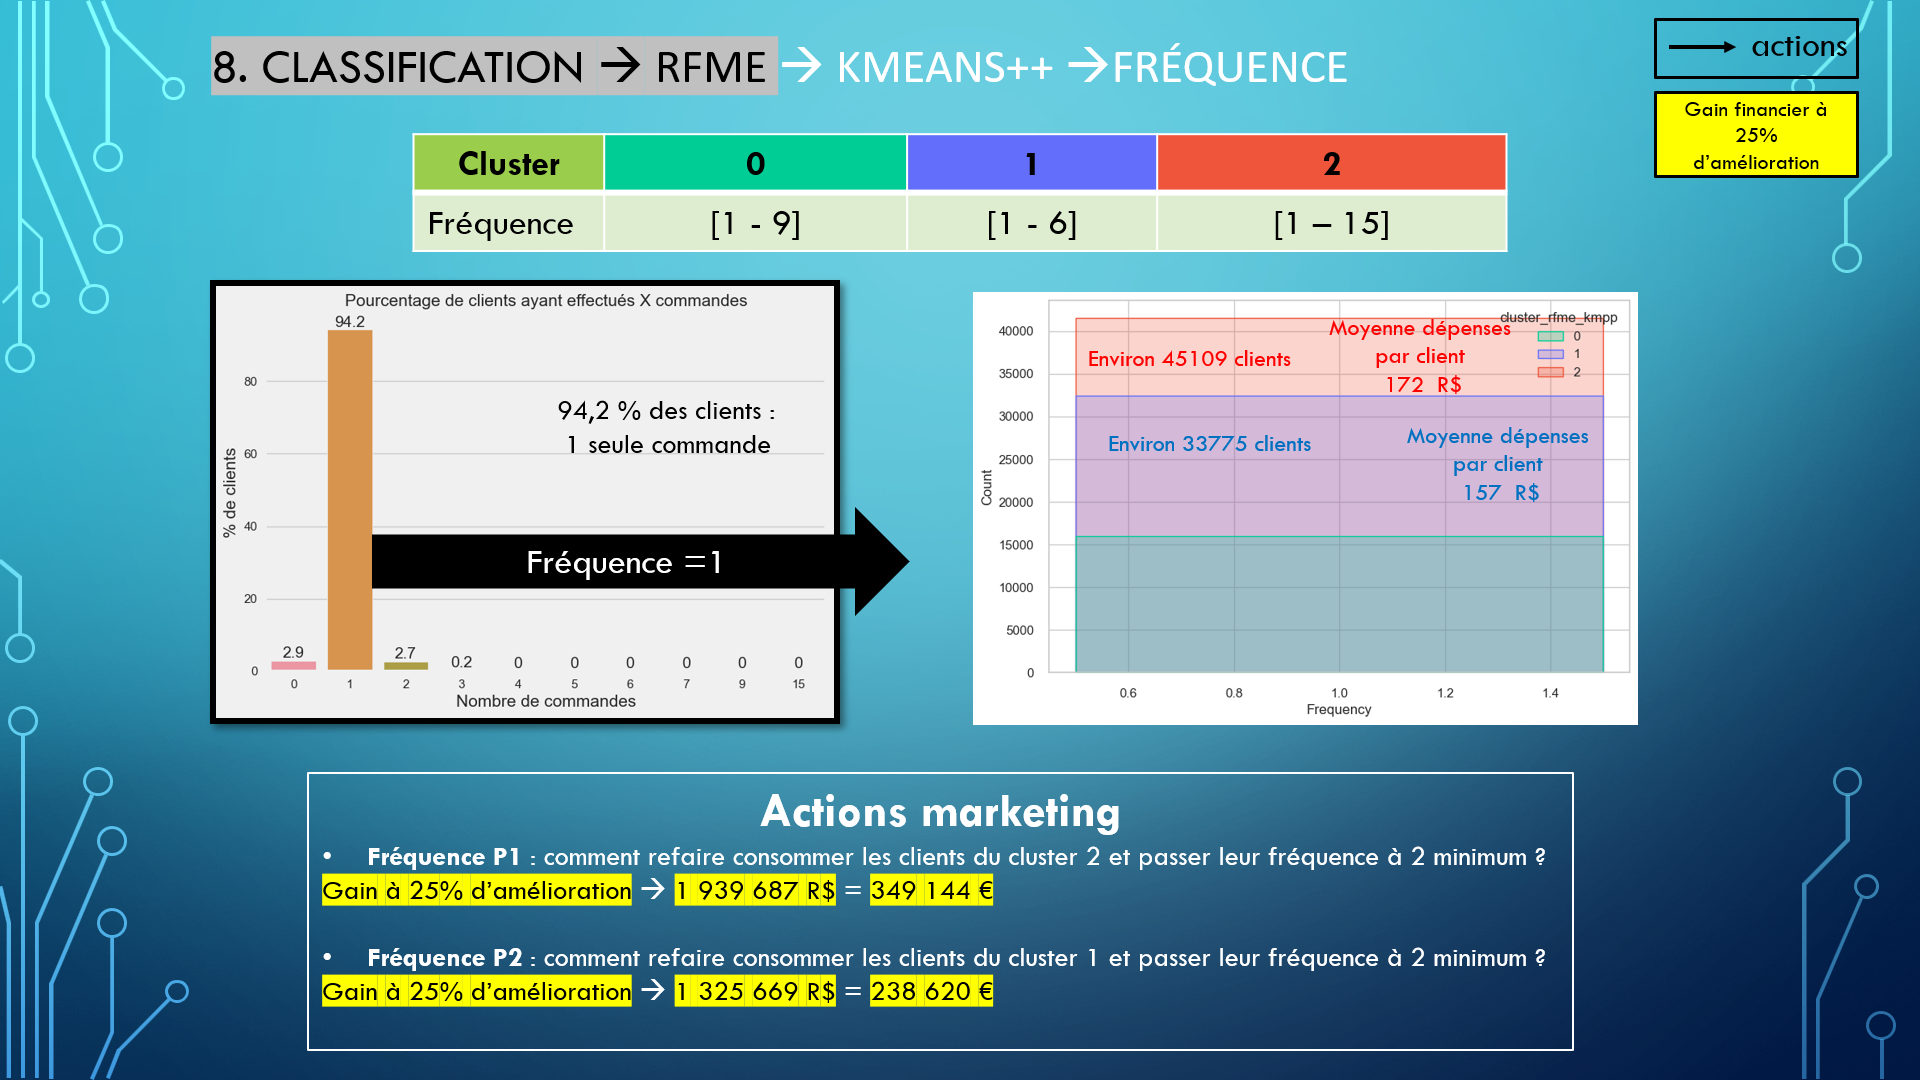 8. CLASSIFICATION → RFME → KMEANS++ →FRÉQUENCE
actions
Gain financier à
25%
d’amélioration
Cluster 0 1 2
Fréquence [1 - 9] [1 - 6] [1 – 15]
Pourcentage de clients ayant effectués X commandes
94.2
80
60
40
20
0
% de clients
94,2 % des clients :
1 seule commande
Fréquence =1
2.9 2.7 0.2 0 0 0 0 0 0
0 1 2 3 4 5 6 7 9 15
Nombre de commandes
cluster_rfme_kmpp
0
1
2
Environ 45109 clients
Moyenne dépenses
par client
172 R$
Environ 33775 clients
Moyenne dépenses
par client
157 R$
40000
35000
30000
25000
20000
15000
10000
5000
0
Count
0.6 0.8 1.0 1.2 1.4
Frequency
Actions marketing
• Fréquence P1 : comment refaire consommer les clients du cluster 2 et passer leur fréquence à 2 minimum ?
Gain à 25% d’amélioration → 1 939 687 R$ = 349 144 €
• Fréquence P2 : comment refaire consommer les clients du cluster 1 et passer leur fréquence à 2 minimum ?
Gain à 25% d’amélioration → 1 325 669 R$ = 238 620 €